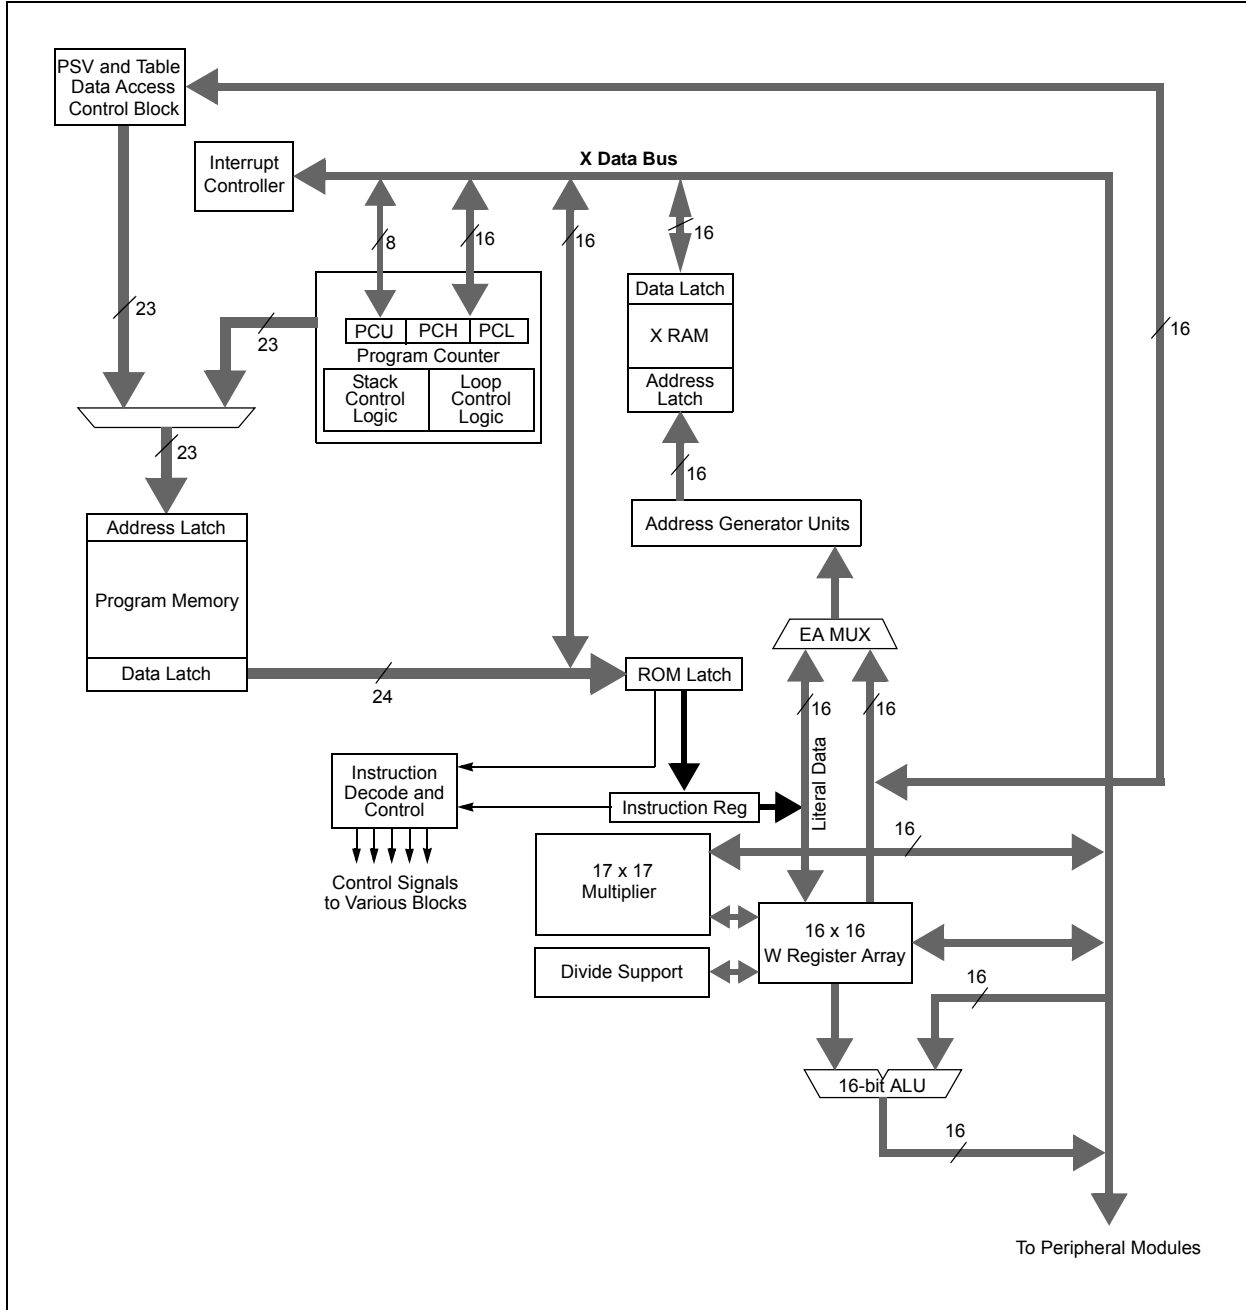 PSV and Table
Data Access
Control Block
Interrupt
Controller
X Data Bus
8
16
16
16
23
23
16
PCU
PCH
PCL
Program Counter
Stack
Control
Logic
Loop
Control
Logic
Data Latch
X RAM
Address
Latch
23
16
Address Latch
Program Memory
Data Latch
24
Address Generator Units
EA MUX
ROM Latch
16
16
Literal Data
Instruction
Decode and
Control
Instruction Reg
Control Signals
to Various Blocks
16
17 x 17
Multiplier
16 x 16
W Register Array
Divide Support
16
16-bit ALU
16
To Peripheral Modules